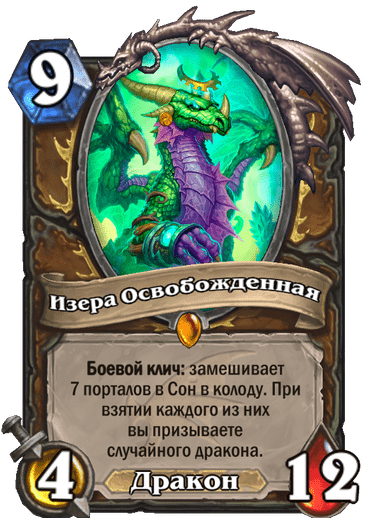 9
Изера Освобожденная
Боевой клич: замешивает
7 порталов в Сон в колоду. При
взятии каждого из них
вы призываете
случайного дракона.
4
Дракон
12